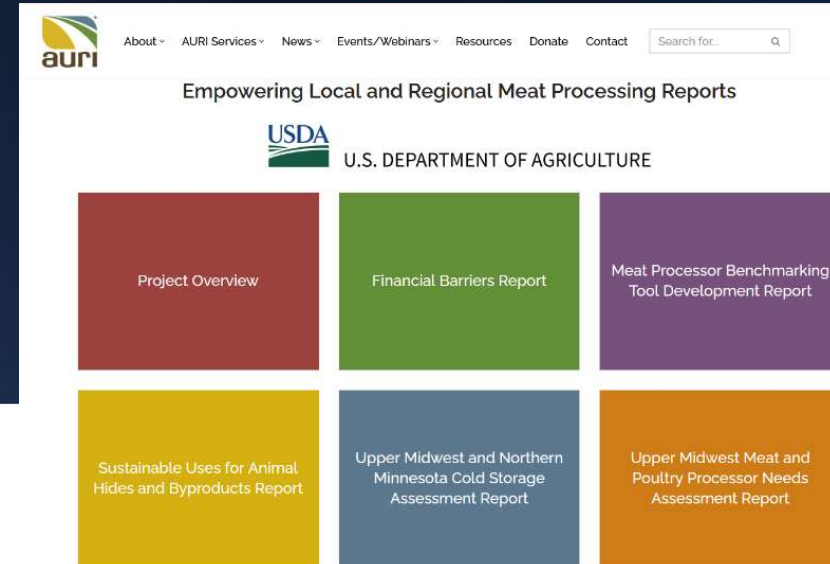 auri
About AURI Services News Events/Webinars Resources Donate Contact Search for...
Empowering Local and Regional Meat Processing Reports
USDA
U.S. DEPARTMENT OF AGRICULTURE
Project Overview
Financial Barriers Report
Meat Processor Benchmarking
Tool Development Report
Sustainable Uses for Animal
Hides and Byproducts Report
Upper Midwest and Northern
Minnesota Cold Storage
Assessment Report
Upper Midwest Meat and
Poultry Processor Needs
Assessment Report